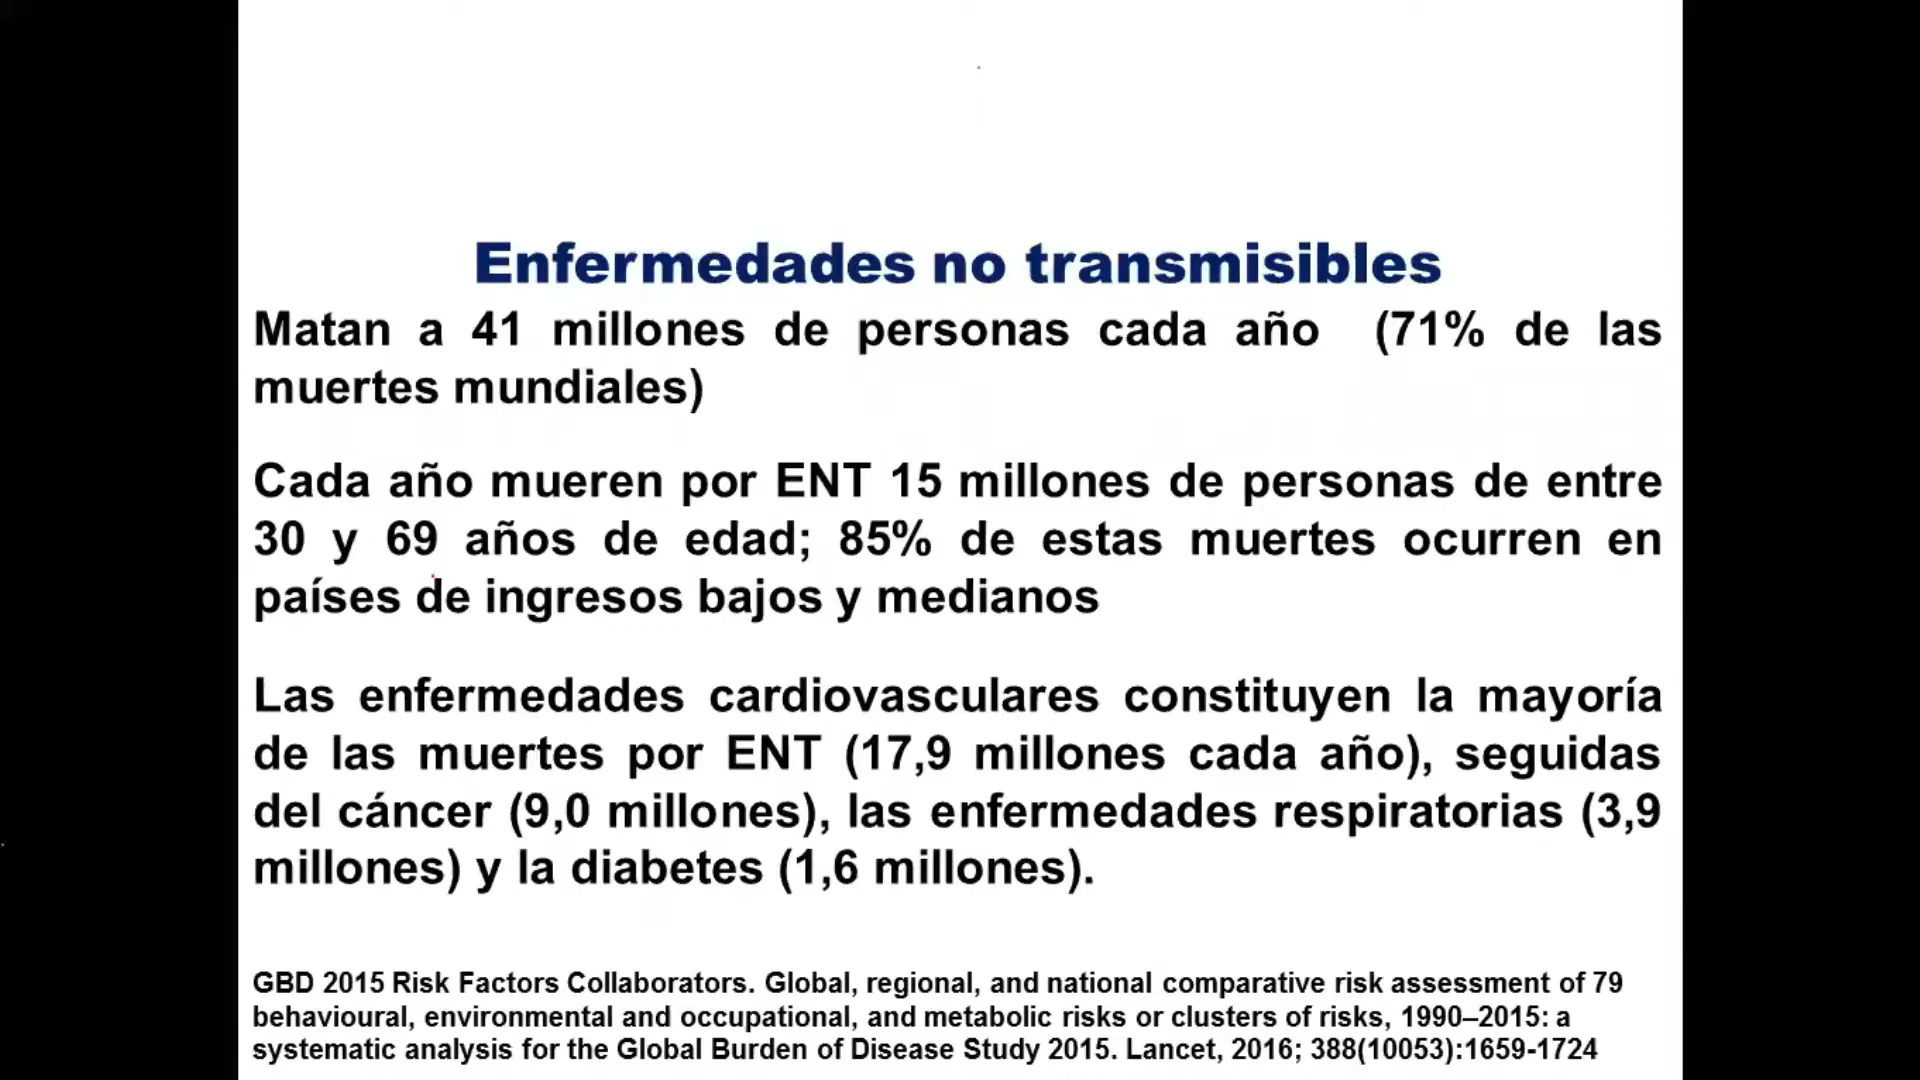 Enfermedades no transmisibles
Matan a 41 millones de personas cada año (71% de las
muertes mundiales)
Cada año mueren por ENT 15 millones de personas de entre
30 y 69 años de edad; 85% de estas muertes ocurren en
países de ingresos bajos y medianos
Las enfermedades cardiovasculares constituyen la mayoría
de las muertes por ENT (17,9 millones cada año), seguidas
del cáncer (9,0 millones), las enfermedades respiratorias (3,9
millones) y la diabetes (1,6 millones).
GBD 2015 Risk Factors Collaborators. Global, regional, and national comparative risk assessment of 79
behavioural, environmental and occupational, and metabolic risks or clusters of risks, 1990–2015: a
systematic analysis for the Global Burden of Disease Study 2015. Lancet, 2016; 388(10053):1659-1724